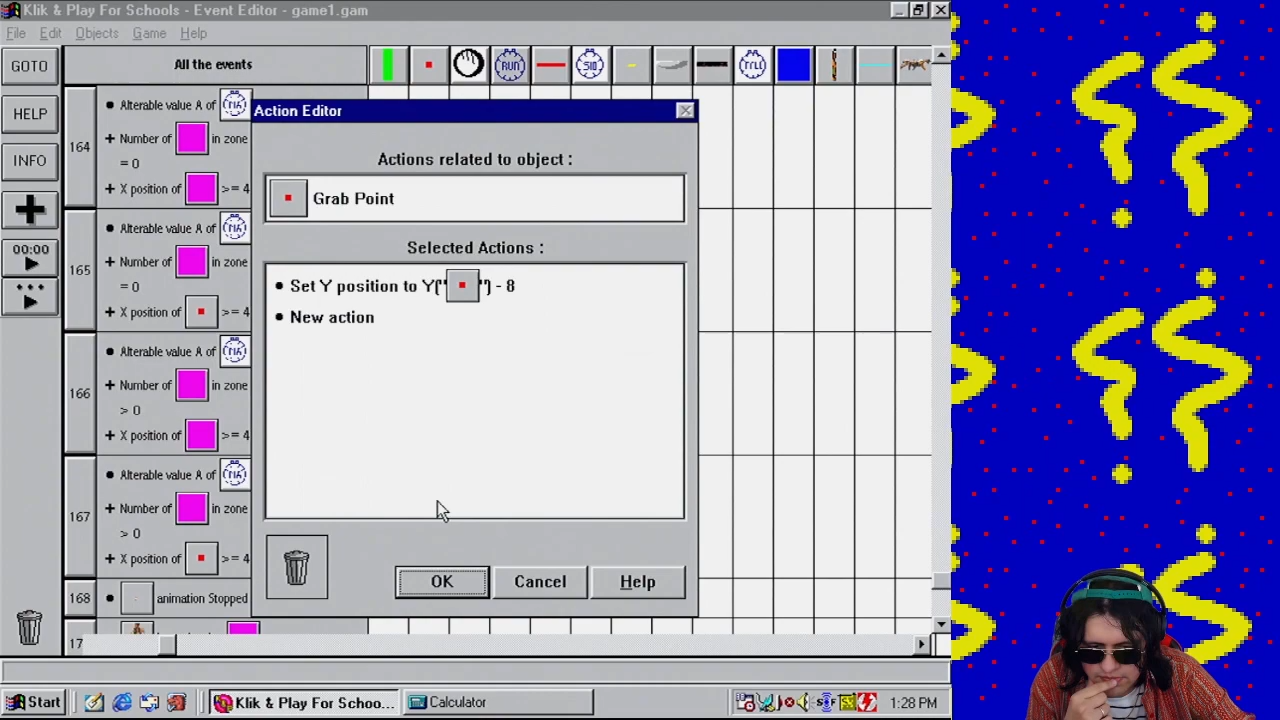 Klik & Play For Schools - Event Editor - game1.gam
File Edit Objects Game Help
GOTO
All the events
RUN
HELP
INFO
00:00
164
• Alterable value A of
+ Number of in zone
= 0
+ X position of >= 4
165
• Alterable value A of
+ Number of in zone
= 0
+ X position of >= 4
166
• Alterable value A of
+ Number of in zone
> 0
+ X position of >= 4
167
• Alterable value A of
+ Number of in zone
> 0
+ X position of >= 4
168
• animation Stopped
Action Editor
Actions related to object :
Grab Point
Selected Actions :
• Set Y position to Y(" ") - 8
• New action
OK Cancel Help
Start
Klik & Play For Schoo...
Calculator
1:28 PM